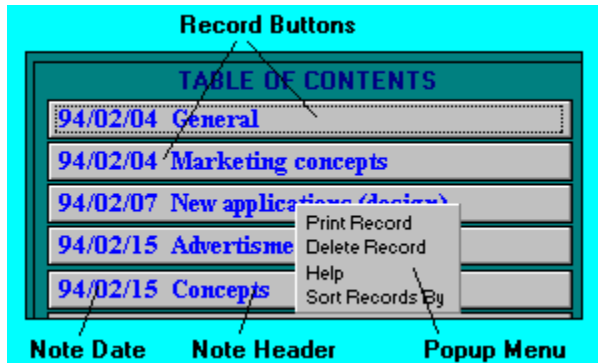 Record Buttons
TABLE OF CONTENTS
94/02/04 General
94/02/04 Marketing concepts
94/02/07 New applications (design)
94/02/15 Advertisme
94/02/15 Concepts
Print Record
Delete Record
Help
Sort Records By
Note Date Note Header Popup Menu